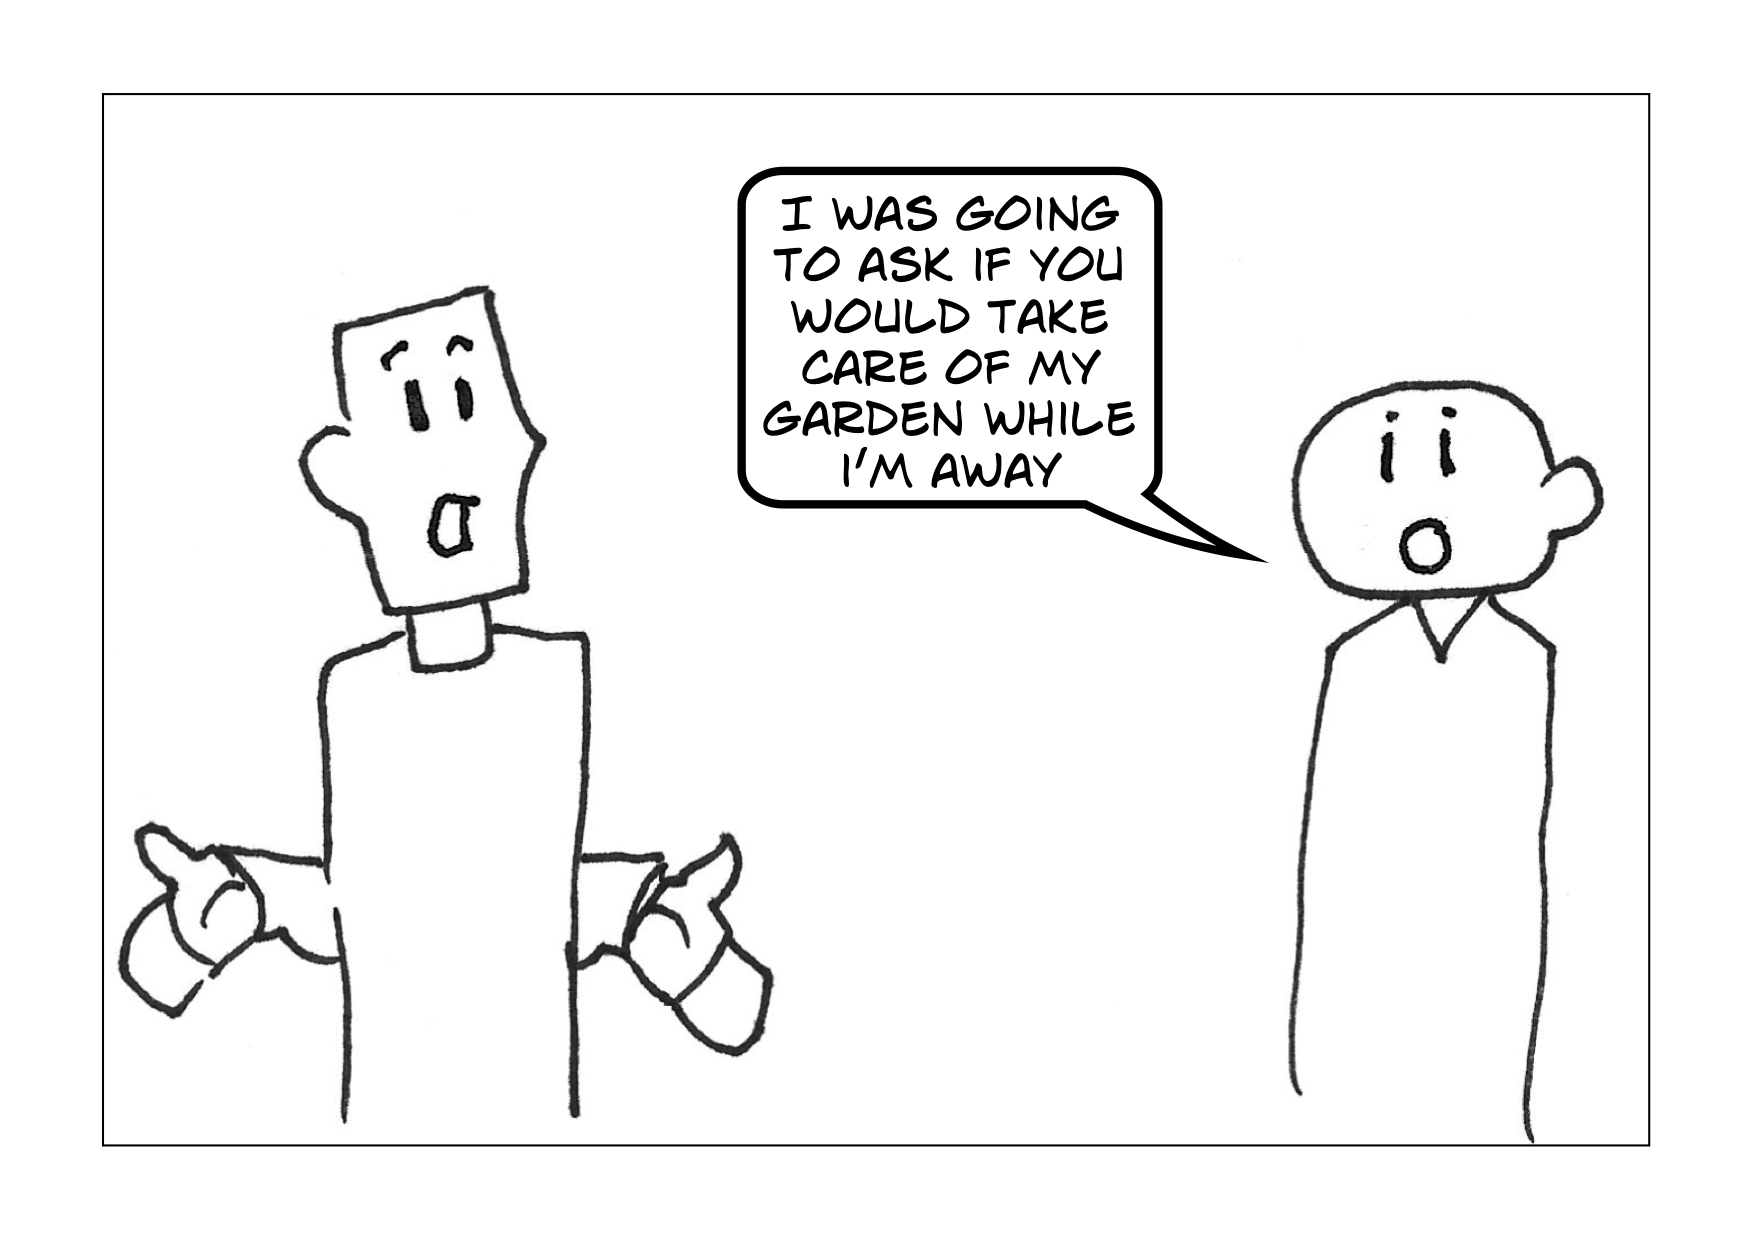 I WAS GOING
TO ASK IF YOU
WOULD TAKE
CARE OF MY
GARDEN WHILE
I'M AWAY